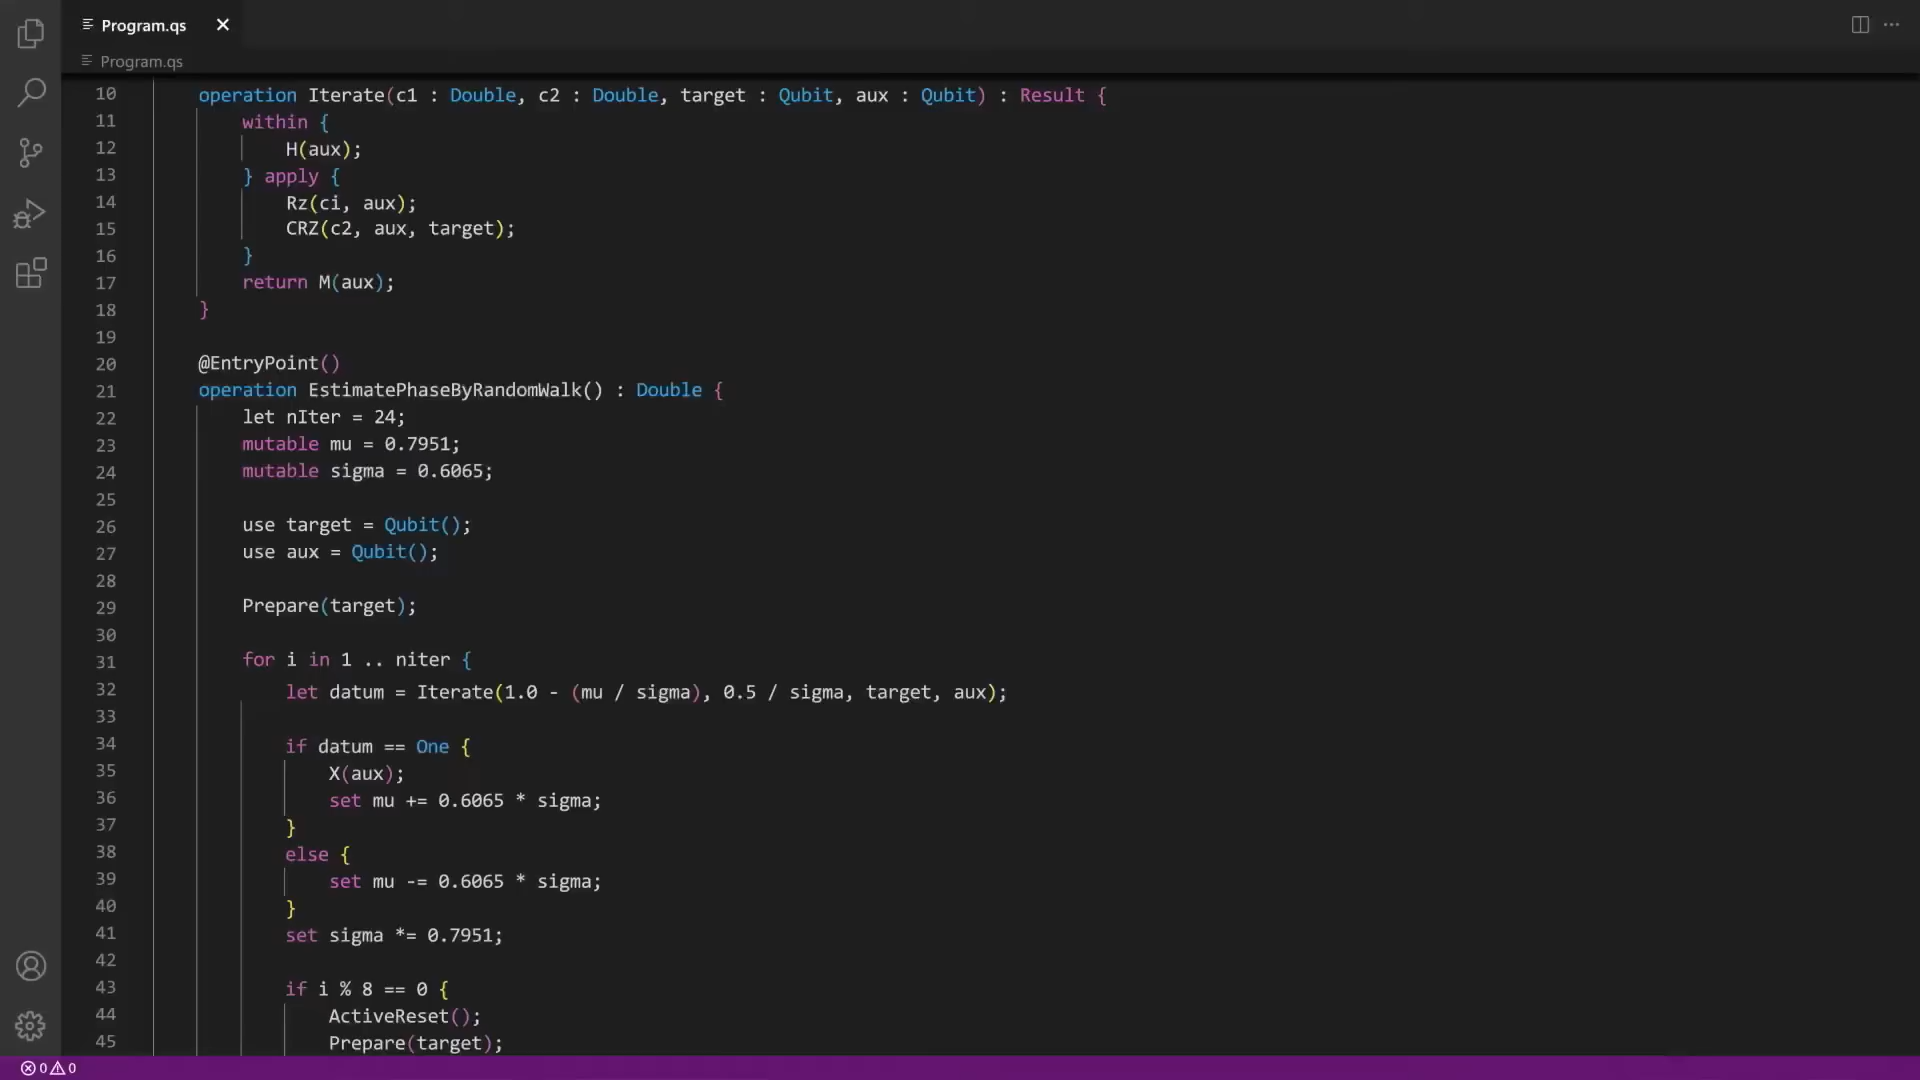 Program.qs
Program.qs
10 operation Iterate(c1 : Double, c2 : Double, target : Qubit, aux : Qubit) : Result {
11 within {
12 H(aux);
13 } apply {
14 Rz(ci, aux);
15 CRZ(c2, aux, target);
16 }
17 return M(aux);
18 }
19
20 @EntryPoint()
21 operation EstimatePhaseByRandomWalk() : Double {
22 let nIter = 24;
23 mutable mu = 0.7951;
24 mutable sigma = 0.6065;
25
26 use target = Qubit();
27 use aux = Qubit();
28
29 Prepare(target);
30
31 for i in 1 .. niter {
32 let datum = Iterate(1.0 - (mu / sigma), 0.5 / sigma, target, aux);
33
34 if datum == One {
35 X(aux);
36 set mu += 0.6065 * sigma;
37 }
38 else {
39 set mu -= 0.6065 * sigma;
40 }
41 set sigma *= 0.7951;
42
43 if i % 8 == 0 {
44 ActiveReset();
45 Prepare(target);
0 0